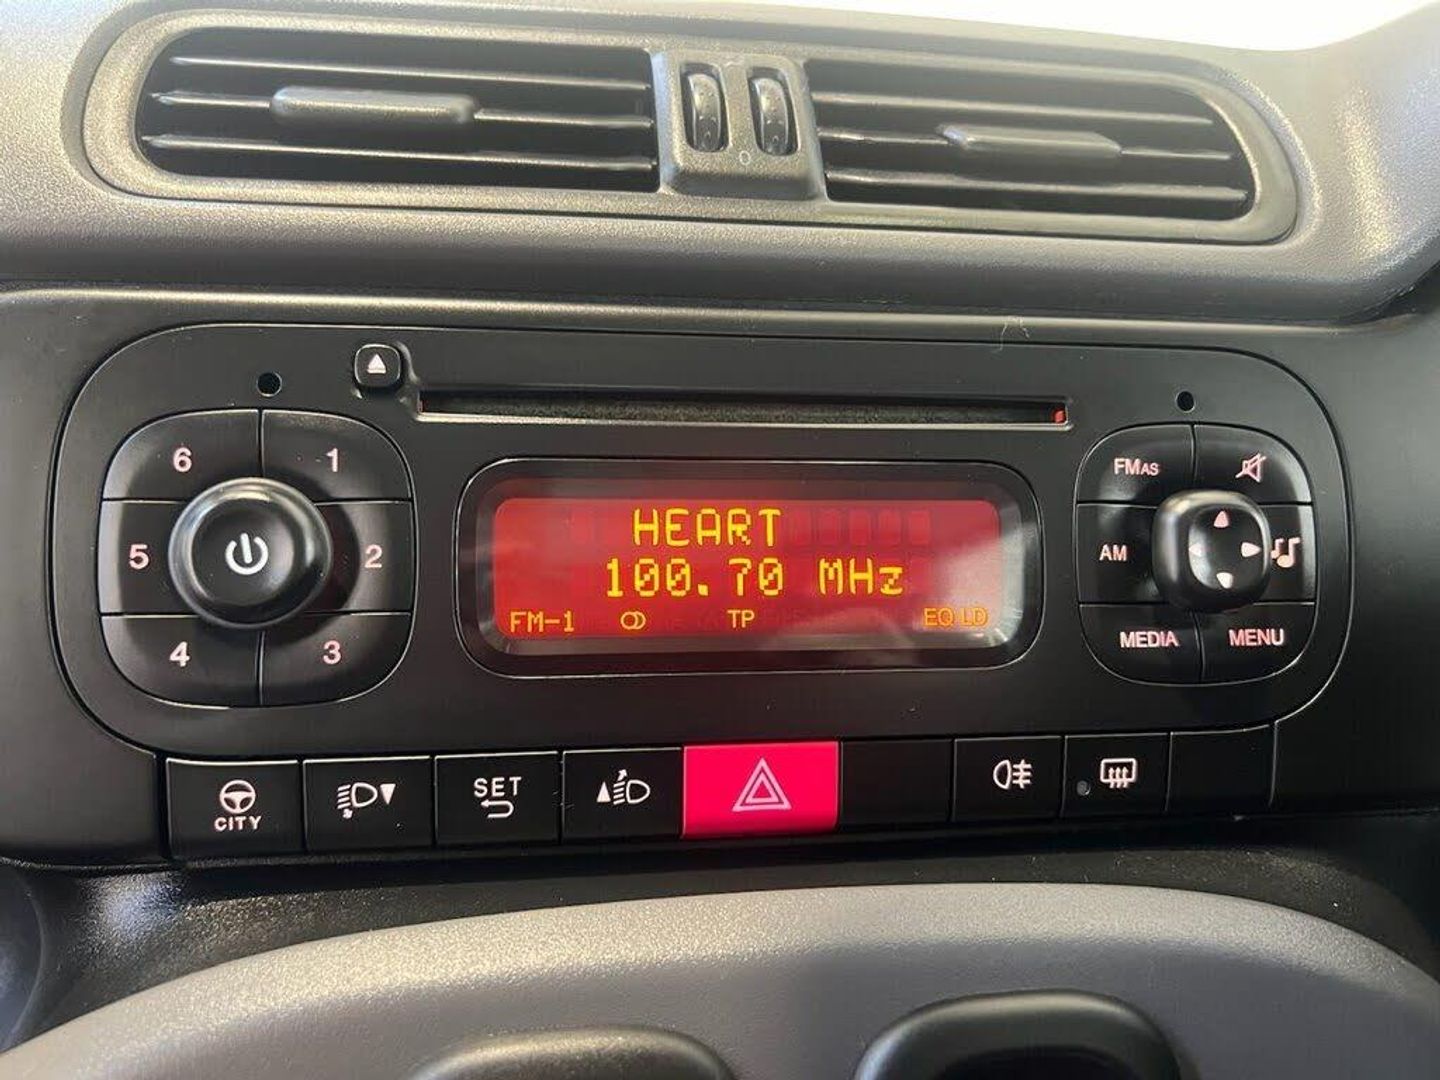 0
6 1
5 2
4 3
HEART
100.70 MHz
FM-1 TP EQ LD
FMAS
AM
MEDIA MENU
CITY
SET